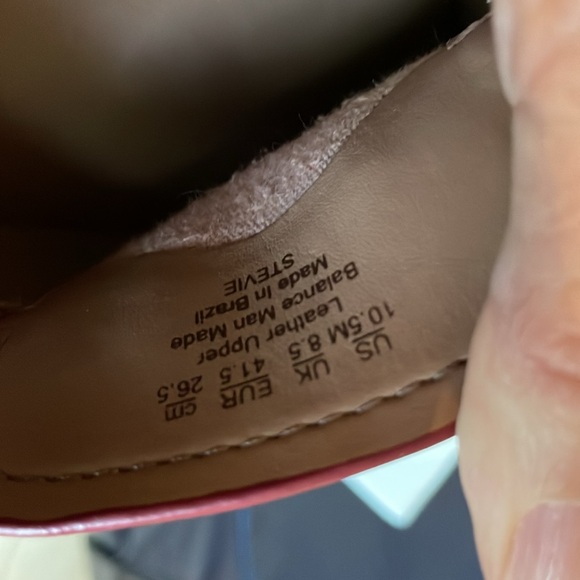 US UK EUR cm
10.5M 8.5 41.5 26.5
Leather Upper
Balance Man Made
Made In Brazil
STEVIE